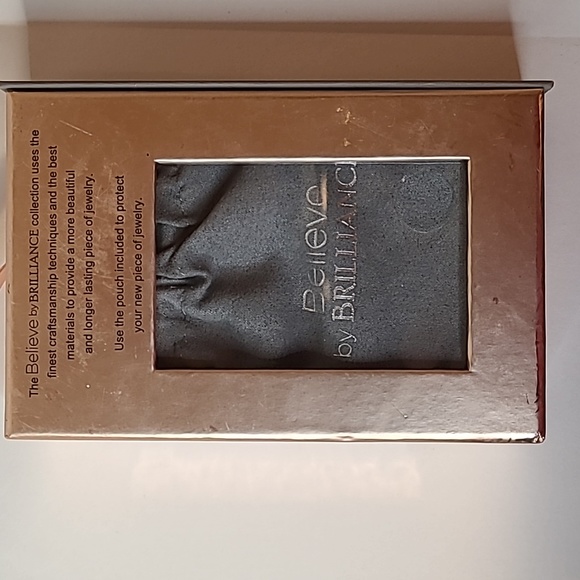 The Believe by BRILLIANCE collection uses the
finest craftsmanship techniques and the best
materials to provide a more beautiful
and longer lasting piece of jewelry.
Use the pouch included to protect
your new piece of jewelry.
Believe
by BRILLIANCE